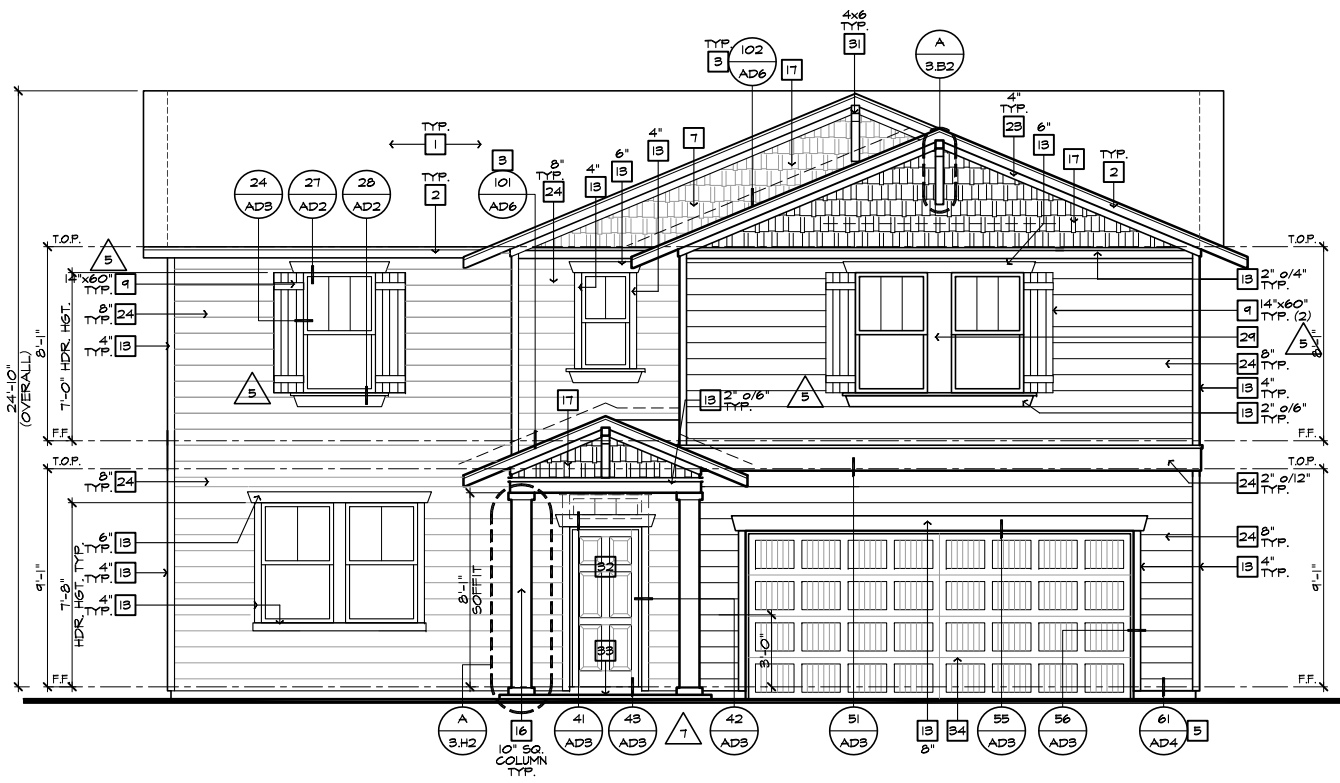 4x6
TYP.
31
TYP.
3
102
AD6
17
A
3.B2
4"
23
6"
13
17
TYP.
2
TYP.
1
TYP.
2
3
101
AD6
8"
24
4"
13
6"
13
4"
13
7
24
AD3
27
AD2
28
AD2
T.O.P.
T.O.P.
5
14"x60"
TYP.
9
8"
TYP.
24
4"
TYP.
13
24'-10"
(OVERALL)
8'-1"
7'-0" HDR. HGT.
5
F.F.
13
2" o/4"
TYP.
9
14"x60"
TYP. (2)
29
5
8'-1"
24
8"
TYP.
13
4"
TYP.
13
2" o/6"
F.F.
17
13
2" o/6"
TYP.
5
T.O.P.
T.O.P.
8"
TYP.
24
24
2" o/12"
TYP.
6"
TYP.
13
4"
TYP.
13
4"
TYP.
13
9'-1"
7'-8"
HDR. HGT. TYP.
8'-1"
SOFFIT
32
33
3'-0"
24
8"
TYP.
13
4"
TYP.
9'-1"
F.F.
F.F.
A
3.H2
16
10" SQ.
COLUMN
TYP.
41
AD3
43
AD3
7
42
AD3
51
AD3
13
8"
34
55
AD3
56
AD3
61
AD4
5